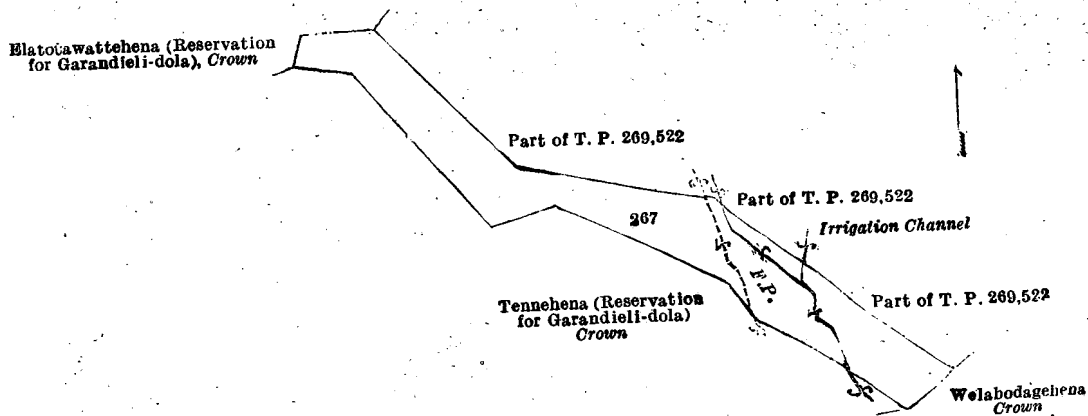 Elatotawattehena (Reservation
for Garandieli-dola), Crown
Part of T. P. 269,522
Part of T. P. 269,522
267
Irrigation Channel
F.P.
Part of T. P. 269,522
Tennehena (Reservation
for Garandieli-dola)
Crown
Welabodagehena
Crown